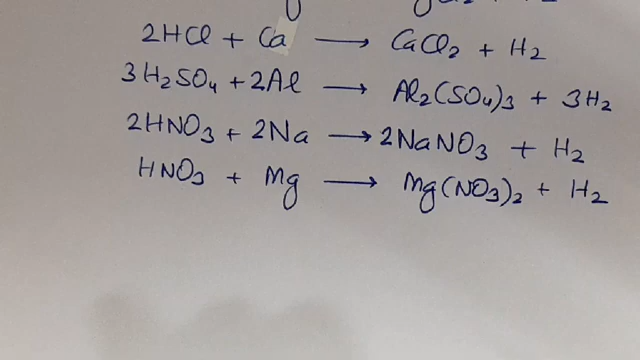 2HCl + Ca ⟶ CaCl₂ + H₂
3H₂SO₄ + 2Al ⟶ Al₂(SO₄)₃ + 3H₂
2HNO₃ + 2Na ⟶ 2NaNO₃ + H₂
HNO₃ + Mg ⟶ Mg(NO₃)₂ + H₂